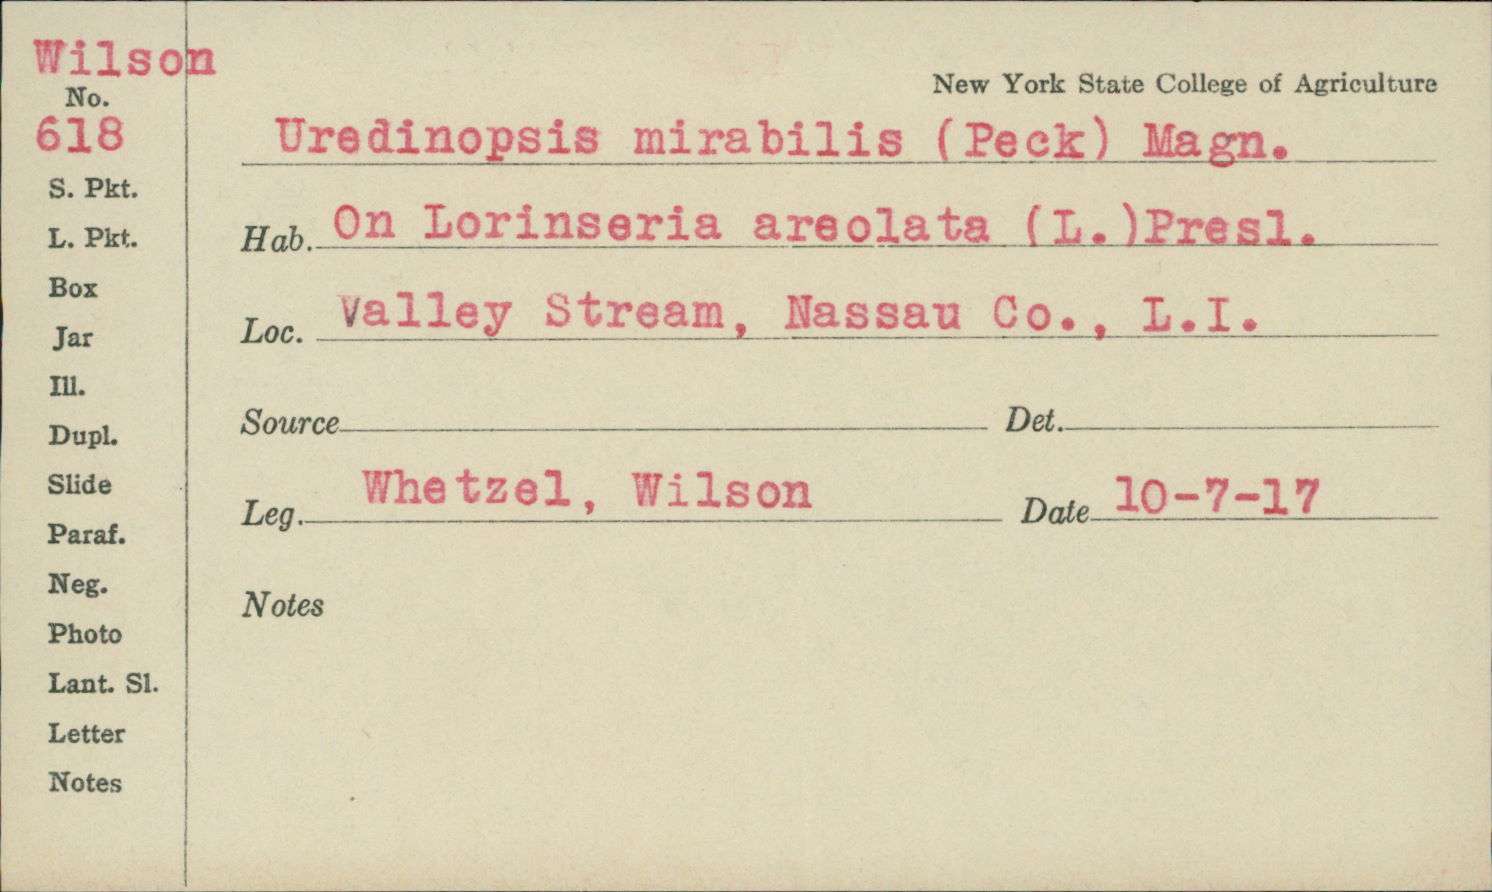 Wilson
No.
618
S. Pkt.
L. Pkt.
Box
Jar
Ill.
Dupl.
Slide
Paraf.
Neg.
Photo
Lant. Sl.
Letter
Notes
New York State College of Agriculture
Uredinopsis mirabilis (Peck) Magn.
Hab. On Lorinseria areolata (L.)Presl.
Loc. Valley Stream, Nassau Co., L.I.
Source Det.
Leg. Whetzel, Wilson Date 10-7-17
Notes